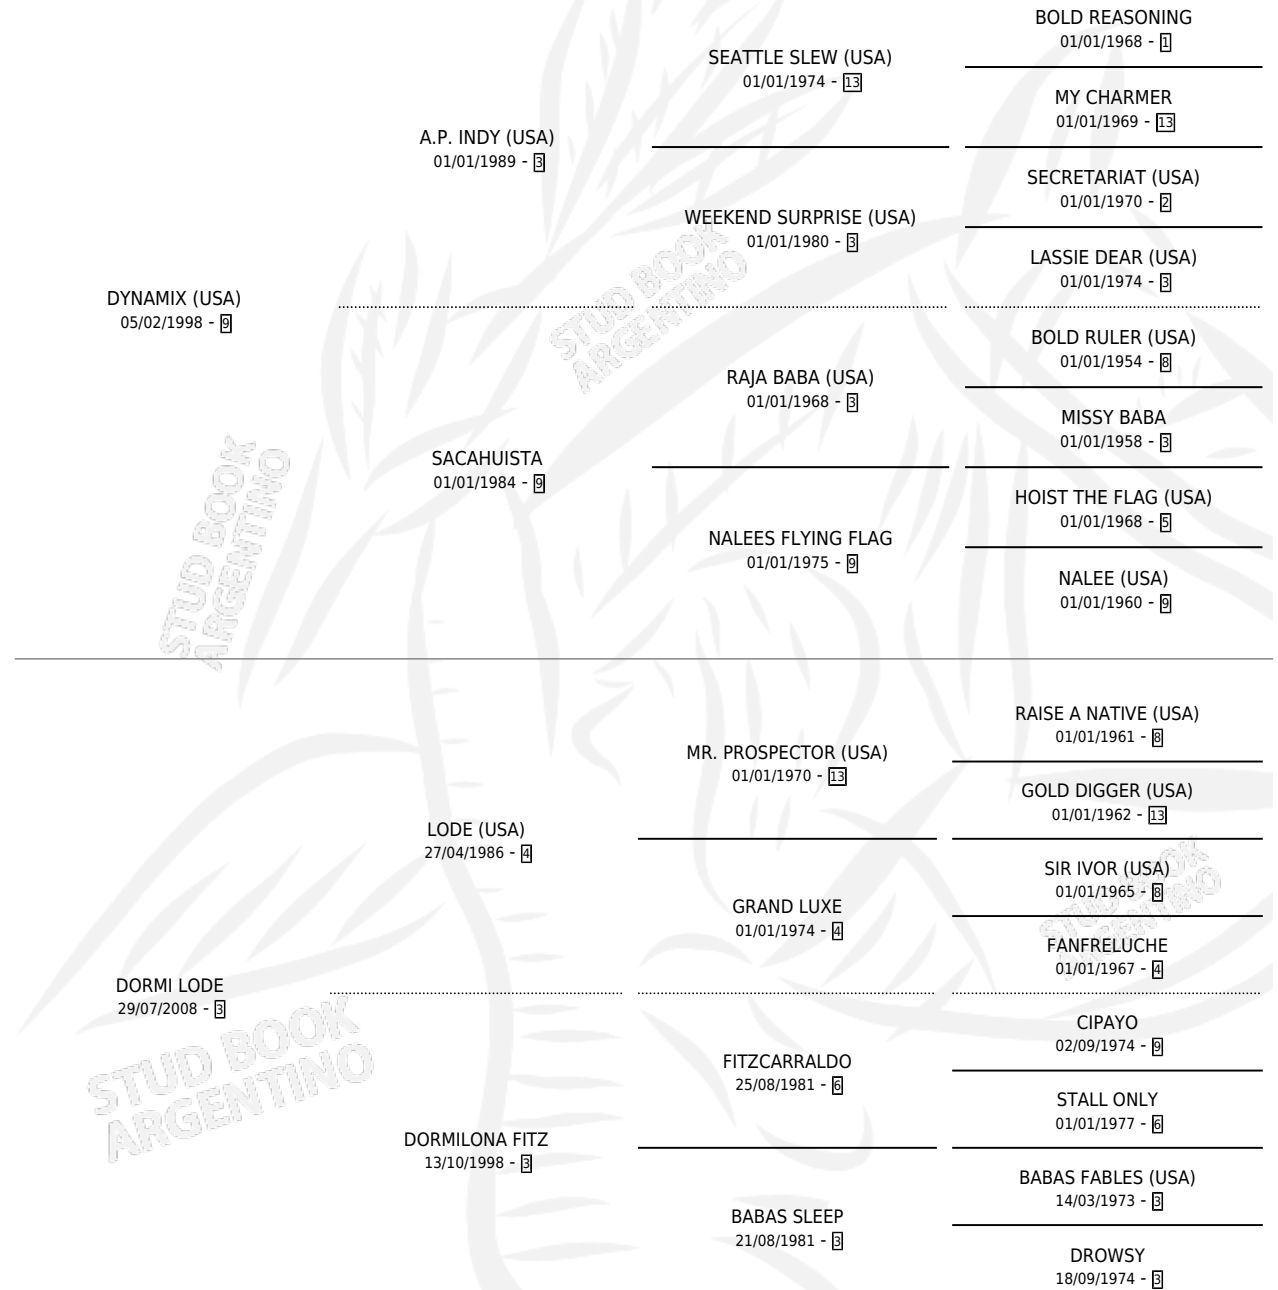 BOLD REASONING
01/01/1968 - 1
SEATTLE SLEW (USA)
01/01/1974 - 13
MY CHARMER
01/01/1969 - 13
A.P. INDY (USA)
01/01/1989 - 3
SECRETARIAT (USA)
01/01/1970 - 2
WEEKEND SURPRISE (USA)
01/01/1980 - 3
LASSIE DEAR (USA)
01/01/1974 - 3
DYNAMIX (USA)
05/02/1998 - 9
BOLD RULER (USA)
01/01/1954 - 8
RAJA BABA (USA)
01/01/1968 - 3
MISSY BABA
01/01/1958 - 3
SACAHUISTA
01/01/1984 - 9
HOIST THE FLAG (USA)
01/01/1968 - 5
NALEES FLYING FLAG
01/01/1975 - 9
NALEE (USA)
01/01/1960 - 9
STUD BOOK
ARGENTINO
STUD BOOK
ARGENTINO
RAISE A NATIVE (USA)
01/01/1961 - 8
MR. PROSPECTOR (USA)
01/01/1970 - 13
GOLD DIGGER (USA)
01/01/1962 - 13
LODE (USA)
27/04/1986 - 4
SIR IVOR (USA)
01/01/1965 - 8
GRAND LUXE
01/01/1974 - 4
FANFRELUCHE
01/01/1967 - 4
STUD BOOK
ARGENTINO
DORMI LODE
29/07/2008 - 3
CIPAYO
02/09/1974 - 9
FITZCARRALDO
25/08/1981 - 6
STALL ONLY
01/01/1977 - 6
DORMILONA FITZ
13/10/1998 - 3
BABAS FABLES (USA)
14/03/1973 - 3
BABAS SLEEP
21/08/1981 - 3
DROWSY
18/09/1974 - 3
STUD BOOK
ARGENTINO